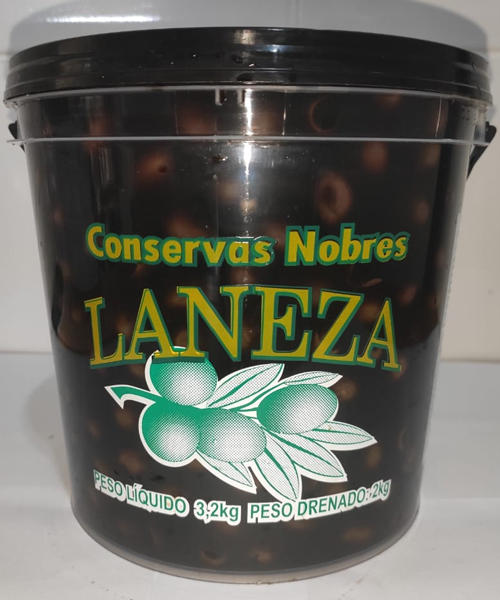 Conservas Nobres
LANEZA
PESO LÍQUIDO 3,2kg PESO DRENADO: 2kg